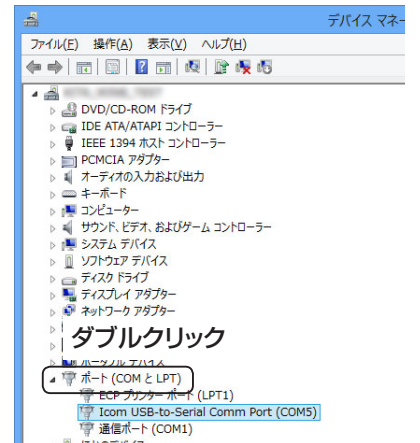 デバイス マネー
ファイル(F) 操作(A) 表示(V) ヘルプ(H)
DVD/CD-ROM ドライブ
IDE ATA/ATAPI コントローラー
IEEE 1394 ホスト コントローラー
PCMCIA アダプター
オーディオの入力および出力
キーボード
コンピューター
サウンド、ビデオ、およびゲーム コントローラー
システム デバイス
ソフトウェア デバイス
ディスク ドライブ
ディスプレイ アダプター
ネットワーク アダプター
ダブルクリック
ポータブル デバイス
ポート (COM と LPT)
ECP プリンター ポート (LPT1)
Icom USB-to-Serial Comm Port (COM5)
通信ポート (COM1)